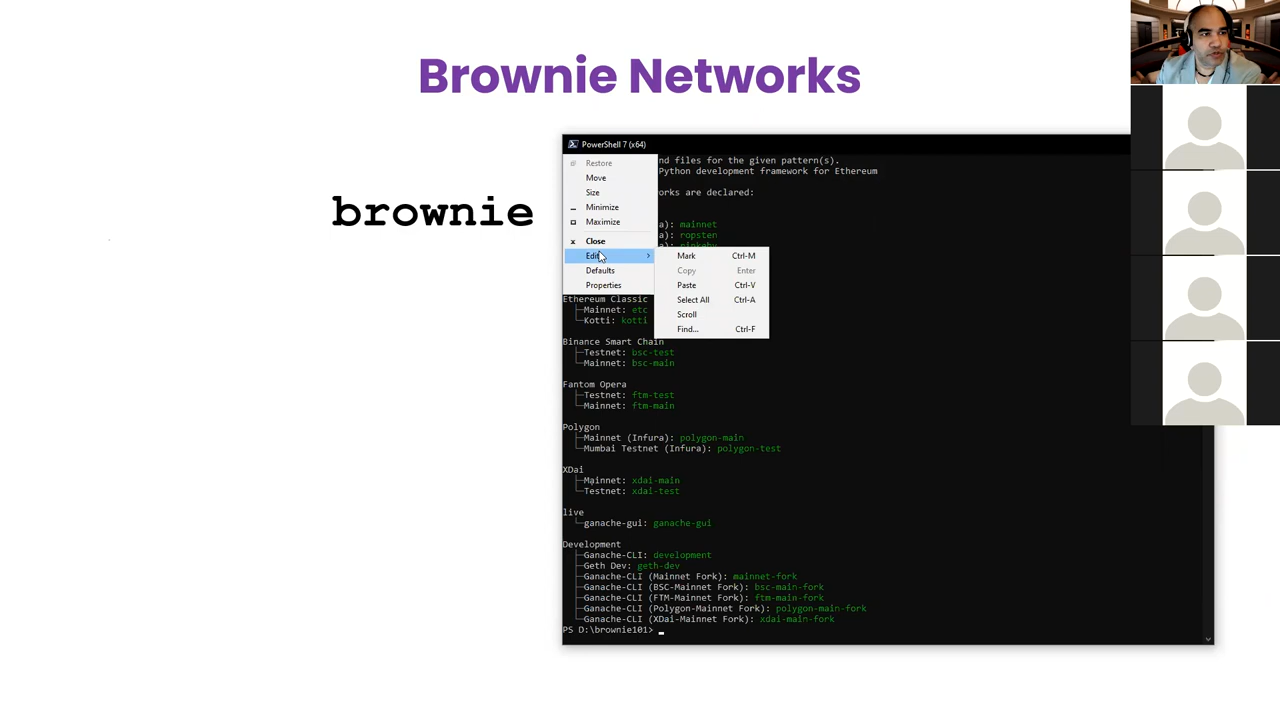 Brownie Networks
brownie
PowerShell 7 (x64)
nd files for the given pattern(s).
Python development framework for Ethereum
orks are declared:
a): mainnet
a): ropsten
a): rinkeby
Restore
Move
Size
Minimize
Maximize
Close
Edit
Defaults
Properties
Mark Ctrl-M
Copy Enter
Paste Ctrl-V
Select All Ctrl-A
Scroll
Find... Ctrl-F
Ethereum Classic
├─Mainnet: etc
└─Kotti: kotti
Binance Smart Chain
├─Testnet: bsc-test
└─Mainnet: bsc-main
Fantom Opera
├─Testnet: ftm-test
└─Mainnet: ftm-main
Polygon
├─Mainnet (Infura): polygon-main
└─Mumbai Testnet (Infura): polygon-test
XDai
├─Mainnet: xdai-main
└─Testnet: xdai-test
live
└─ganache-gui: ganache-gui
Development
├─Ganache-CLI: development
├─Geth Dev: geth-dev
├─Ganache-CLI (Mainnet Fork): mainnet-fork
├─Ganache-CLI (BSC-Mainnet Fork): bsc-main-fork
├─Ganache-CLI (FTM-Mainnet Fork): ftm-main-fork
├─Ganache-CLI (Polygon-Mainnet Fork): polygon-main-fork
└─Ganache-CLI (XDai-Mainnet Fork): xdai-main-fork
PS D:\brownie101>